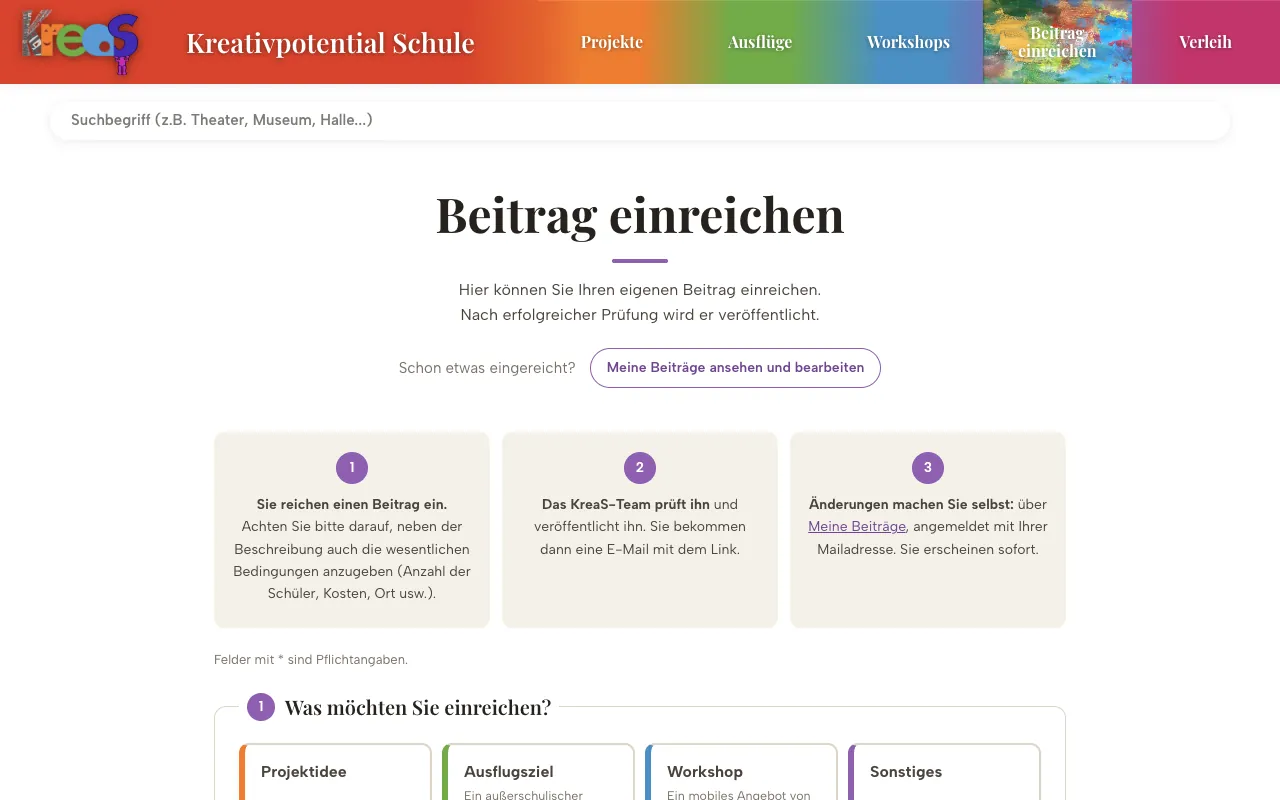 KreaS
Kreativpotential Schule
Projekte
Ausflüge
Workshops
Beitrag
einreichen
Verleih
Suchbegriff (z.B. Theater, Museum, Halle...)
Beitrag einreichen
Hier können Sie Ihren eigenen Beitrag einreichen.
Nach erfolgreicher Prüfung wird er veröffentlicht.
Schon etwas eingereicht?
Meine Beiträge ansehen und bearbeiten
1
Sie reichen einen Beitrag ein.
Achten Sie bitte darauf, neben der
Beschreibung auch die wesentlichen
Bedingungen anzugeben (Anzahl der
Schüler, Kosten, Ort usw.).
2
Das KreaS-Team prüft ihn und
veröffentlicht ihn. Sie bekommen
dann eine E-Mail mit dem Link.
3
Änderungen machen Sie selbst: über
Meine Beiträge, angemeldet mit Ihrer
Mailadresse. Sie erscheinen sofort.
Felder mit * sind Pflichtangaben.
1 Was möchten Sie einreichen?
Projektidee
Ausflugsziel
Ein außerschulischer
Workshop
Ein mobiles Angebot von
Sonstiges